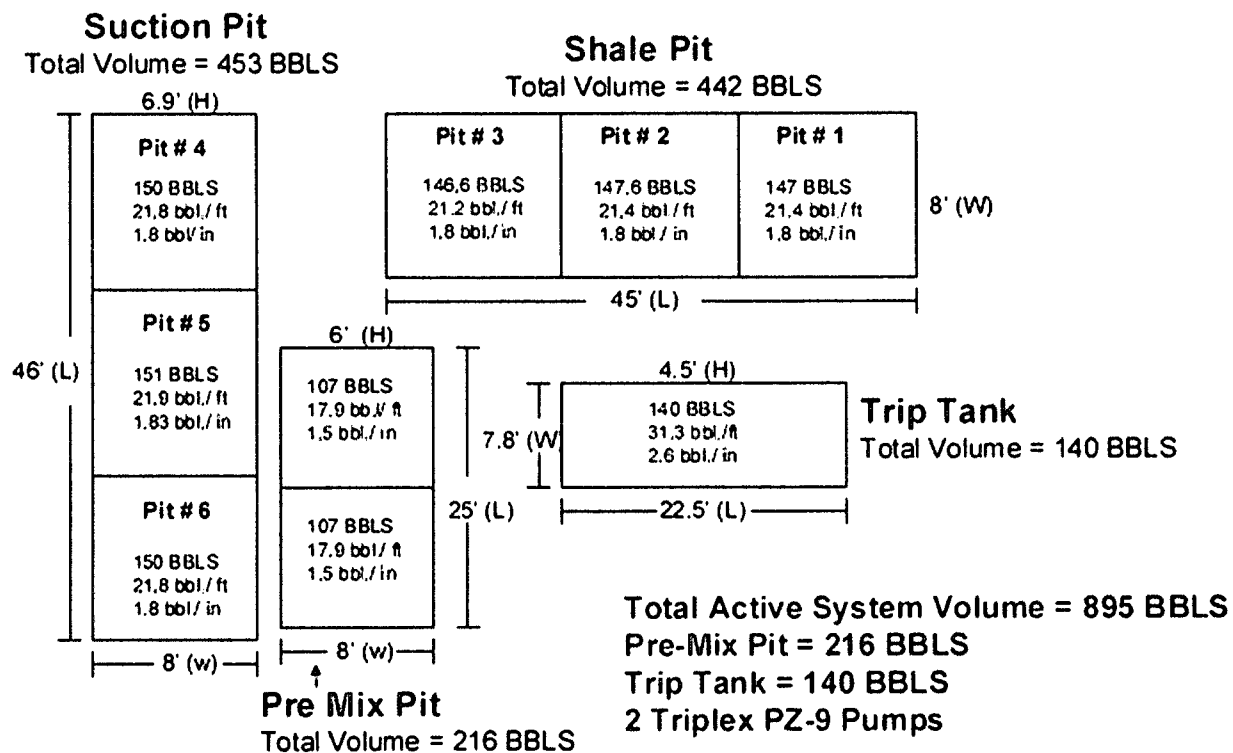 Suction Pit
Total Volume = 453 BBLS
6.9' (H)
Pit # 4
150 BBLS
21.8 bbl./ ft
1.8 bbl/ in
Pit # 5
151 BBLS
21.9 bbl./ ft
1.83 bbl./ in
Pit # 6
150 BBLS
21.8 bbl./ ft
1.8 bbl / in
46' (L)
8' (w)
Shale Pit
Total Volume = 442 BBLS
Pit # 3
146.6 BBLS
21.2 bbl./ ft
1.8 bbl./ in
Pit # 2
147.6 BBLS
21.4 bbl./ ft
1.8 bbl / in
Pit # 1
147 BBLS
21.4 bbl./ ft
1.8 bbl./ in
8' (W)
45' (L)
6' (H)
107 BBLS
17.9 bbl/ ft
1.5 bbl./ in
107 BBLS
17.9 bbl/ ft
1.5 bbl./ in
25' (L)
8' (w)
Pre Mix Pit
Total Volume = 216 BBLS
4.5' (H)
140 BBLS
31.3 bbl./ft
2.6 bbl./ in
7.8' (W)
22.5' (L)
Trip Tank
Total Volume = 140 BBLS
Total Active System Volume = 895 BBLS
Pre-Mix Pit = 216 BBLS
Trip Tank = 140 BBLS
2 Triplex PZ-9 Pumps